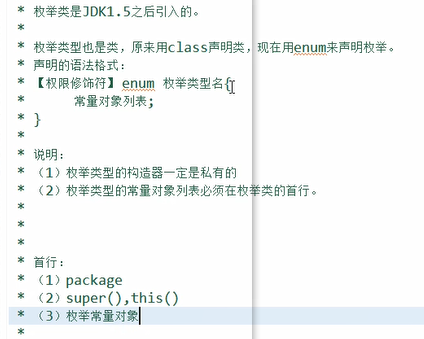 * 枚举类是JDK1.5之后引入的。
*
* 枚举类型也是类，原来用class声明类，现在用enum来声明枚举。
* 声明的语法格式：
* 【权限修饰符】 enum 枚举类型名{
*       常量对象列表;
* }
*
* 说明：
* （1）枚举类型的构造器一定是私有的
* （2）枚举类型的常量对象列表必须在枚举类的首行。
*
*
*
* 首行：
* （1）package
* （2）super(),this()
* （3）枚举常量对象
*